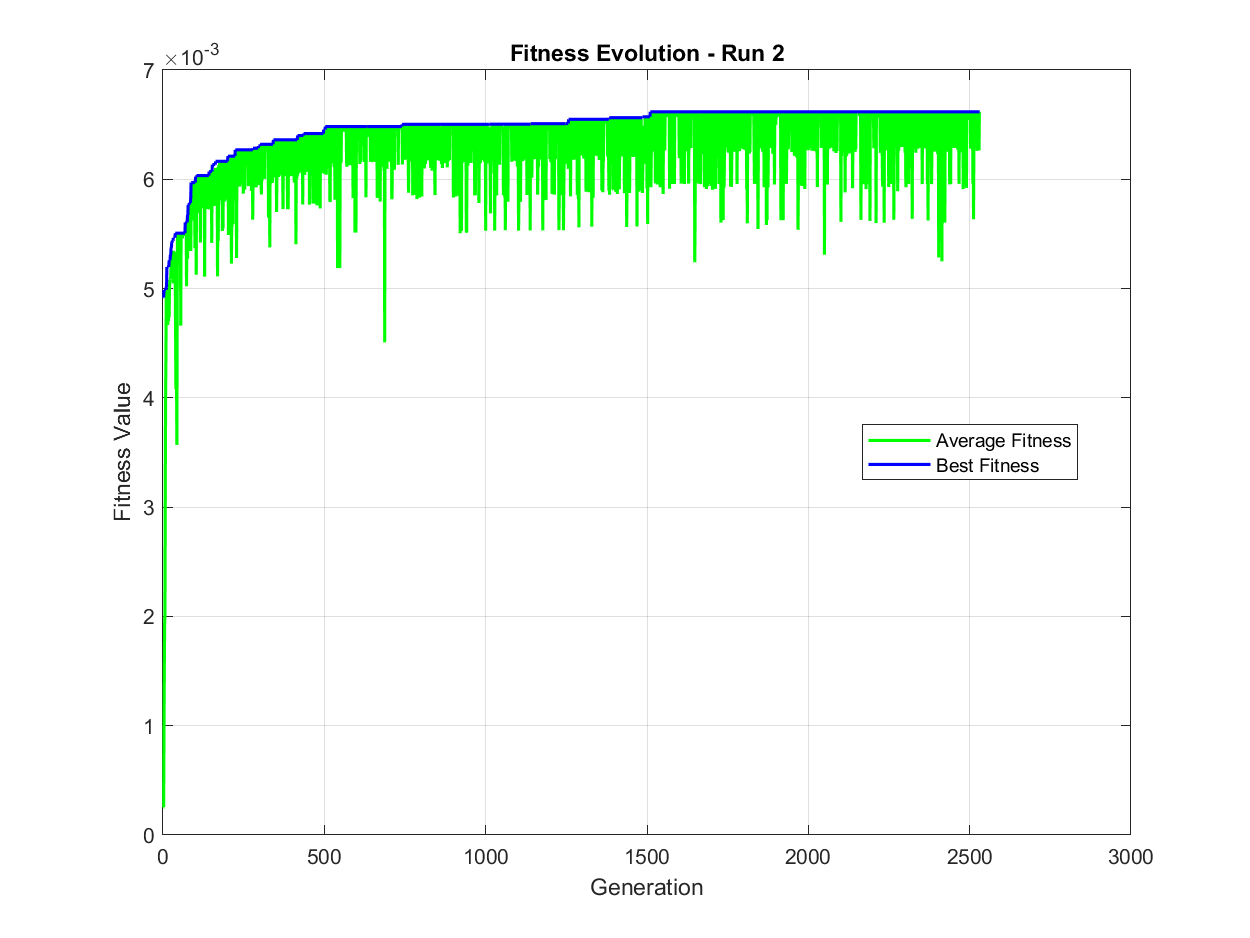 Fitness Evolution - Run 2
×10-3
7
6
5
4
3
2
1
0
Fitness Value
Average Fitness
Best Fitness
0 500 1000 1500 2000 2500 3000
Generation